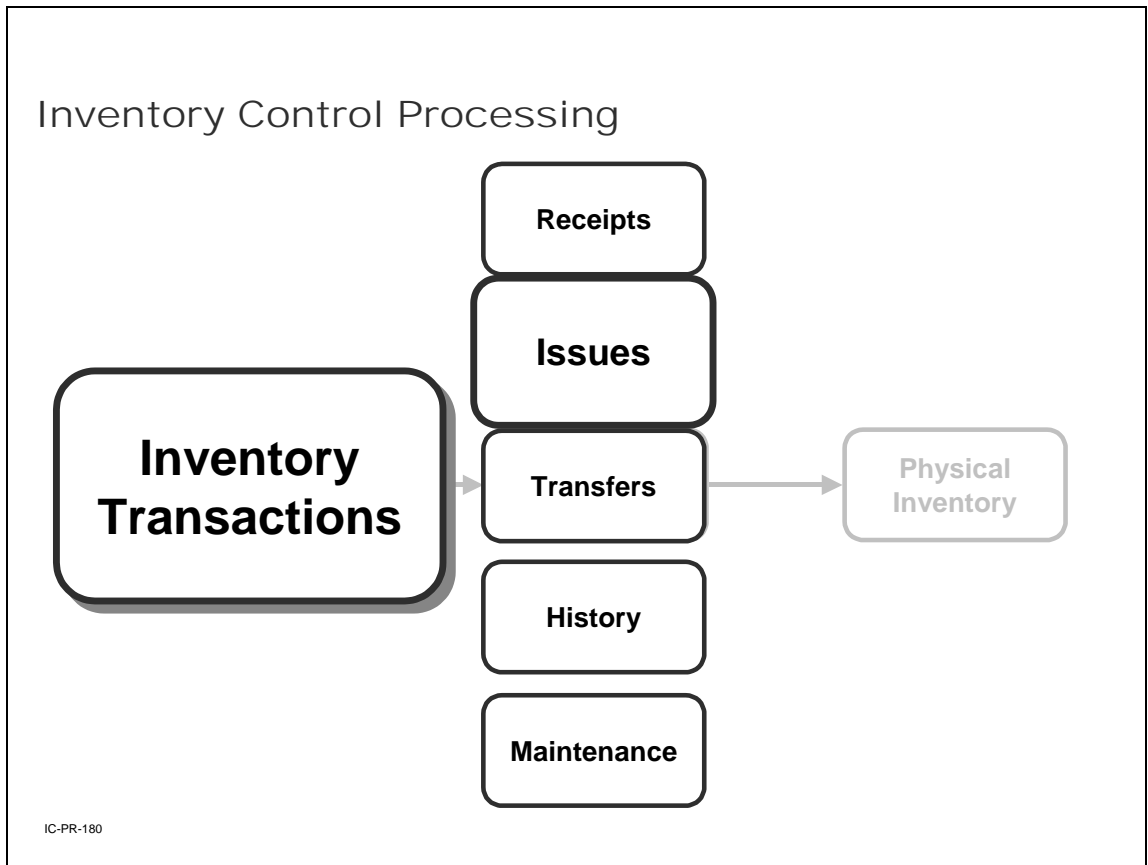 Inventory Control Processing
Receipts
Issues
Inventory
Transactions
Transfers
Physical
Inventory
History
Maintenance
IC-PR-180